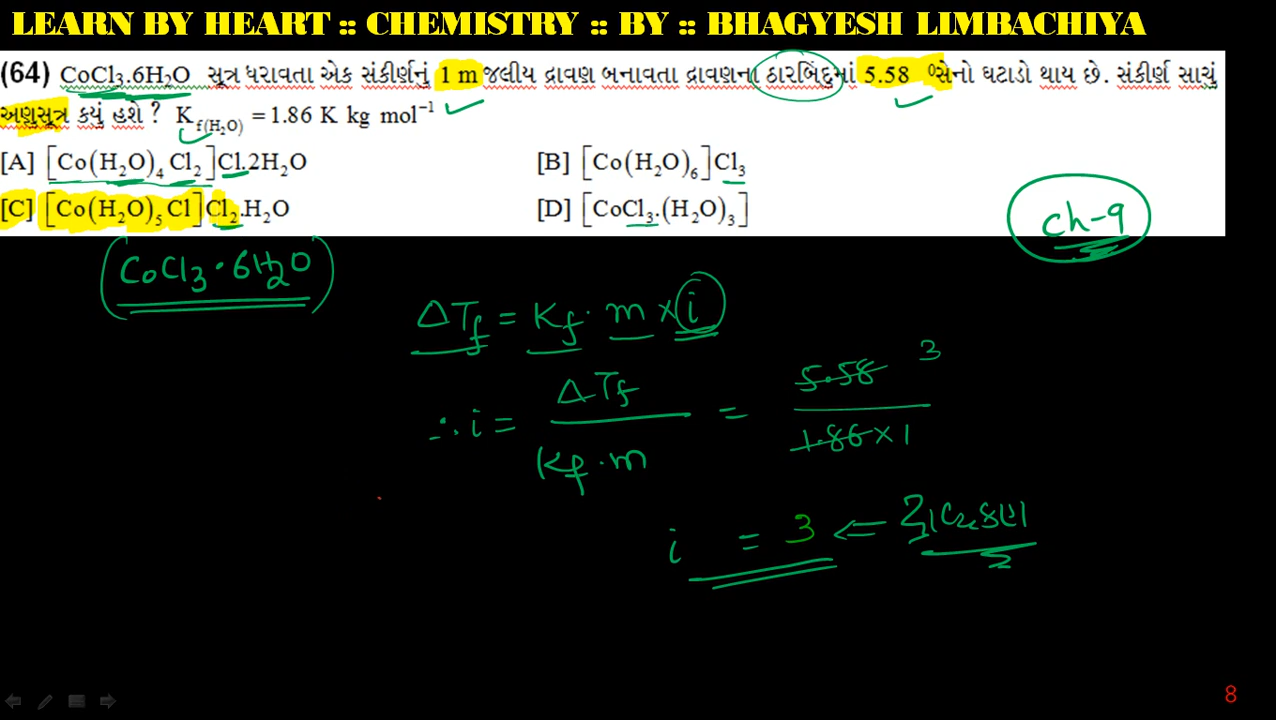 LEARN BY HEART :: CHEMISTRY :: BY :: BHAGYESH LIMBACHIYA
(64) CoCl₃.6H₂O સૂત્ર ધરાવતા એક સંકીર્ણનું 1 m જલીય દ્રાવણ બનાવતા દ્રાવણના ઠારબિંદુમાં 5.58 ⁰સેનો ઘટાડો થાય છે. સંકીર્ણ સાચું
અણુસૂત્ર કયું હશે ? K f(H₂O) = 1.86 K kg mol⁻¹
[A] [Co(H₂O)₄ Cl₂]Cl.2H₂O [B] [Co(H₂O)₆]Cl₃
[C] [Co(H₂O)₅ Cl]Cl₂.H₂O [D] [CoCl₃.(H₂O)₃]
ch-9
CoCl₃·6H₂O
ΔTf = Kf · m × i
∴ i = ΔTf / Kf · m = 5.58 / 1.86 × 1 3
i = 3 ←
8